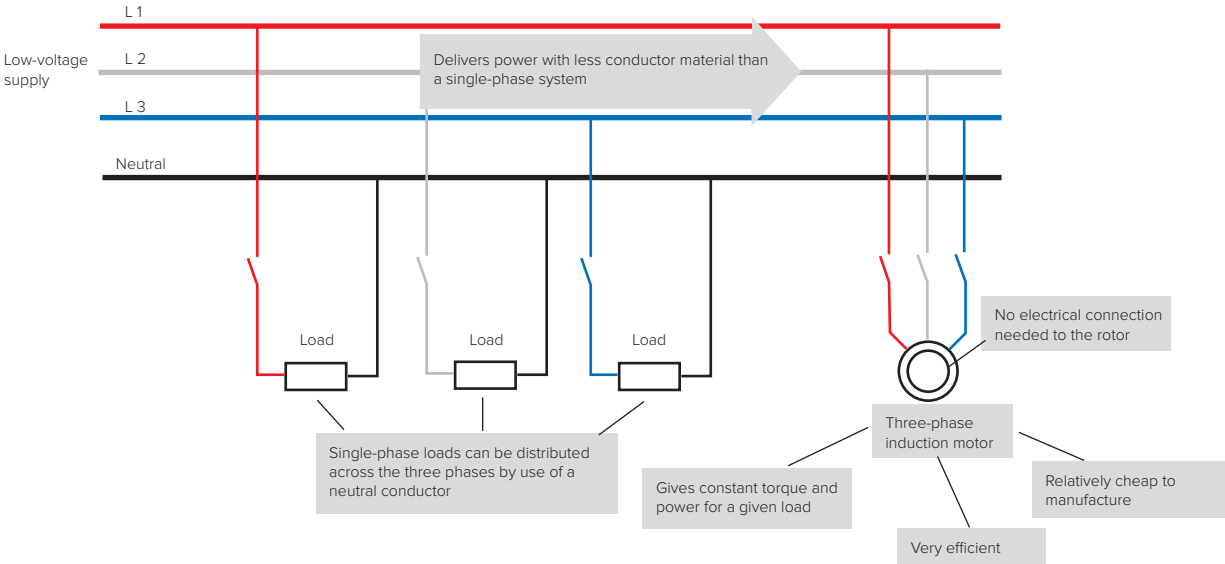 L 1
Low-voltage
supply
L 2
Delivers power with less conductor material than
a single-phase system
L 3
Neutral
Load
Load
Load
No electrical connection
needed to the rotor
Single-phase loads can be distributed
across the three phases by use of a
neutral conductor
Three-phase
induction motor
Gives constant torque and
power for a given load
Relatively cheap to
manufacture
Very efficient